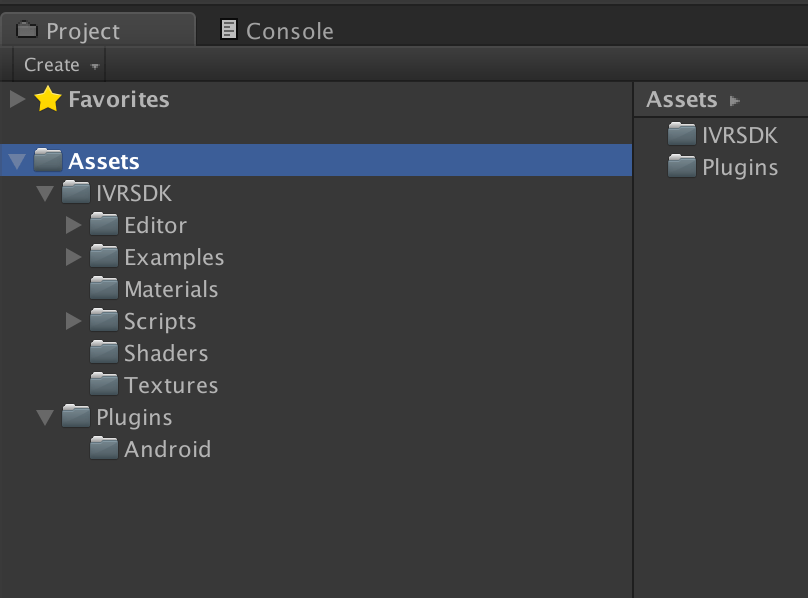 Project Console
Create
Favorites
Assets
IVRSDK
Editor
Examples
Materials
Scripts
Shaders
Textures
Plugins
Android
Assets
IVRSDK
Plugins